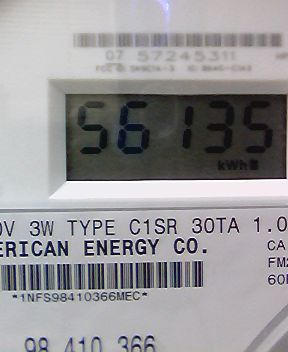 07 57245311
56135
kWh
0V 3W TYPE C1SR 30TA 1.0
ERICAN ENERGY CO.
CA
FM2
60
*1NFS98410366MEC*
98 410 366